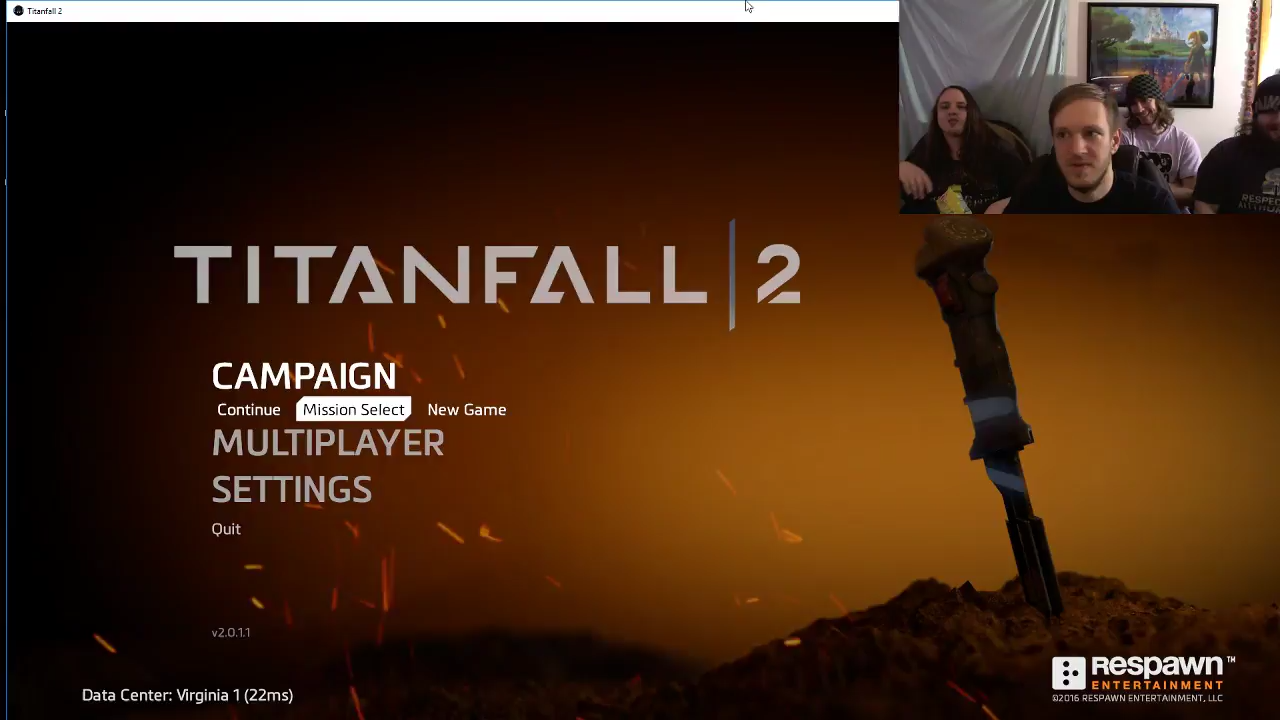 Titanfall 2
TITANFALL | 2
CAMPAIGN
Continue Mission Select New Game
MULTIPLAYER
SETTINGS
Quit
v2.0.1.1
Data Center: Virginia 1 (22ms)
RESPAWN™
ENTERTAINMENT
©2016 RESPAWN ENTERTAINMENT, LLC